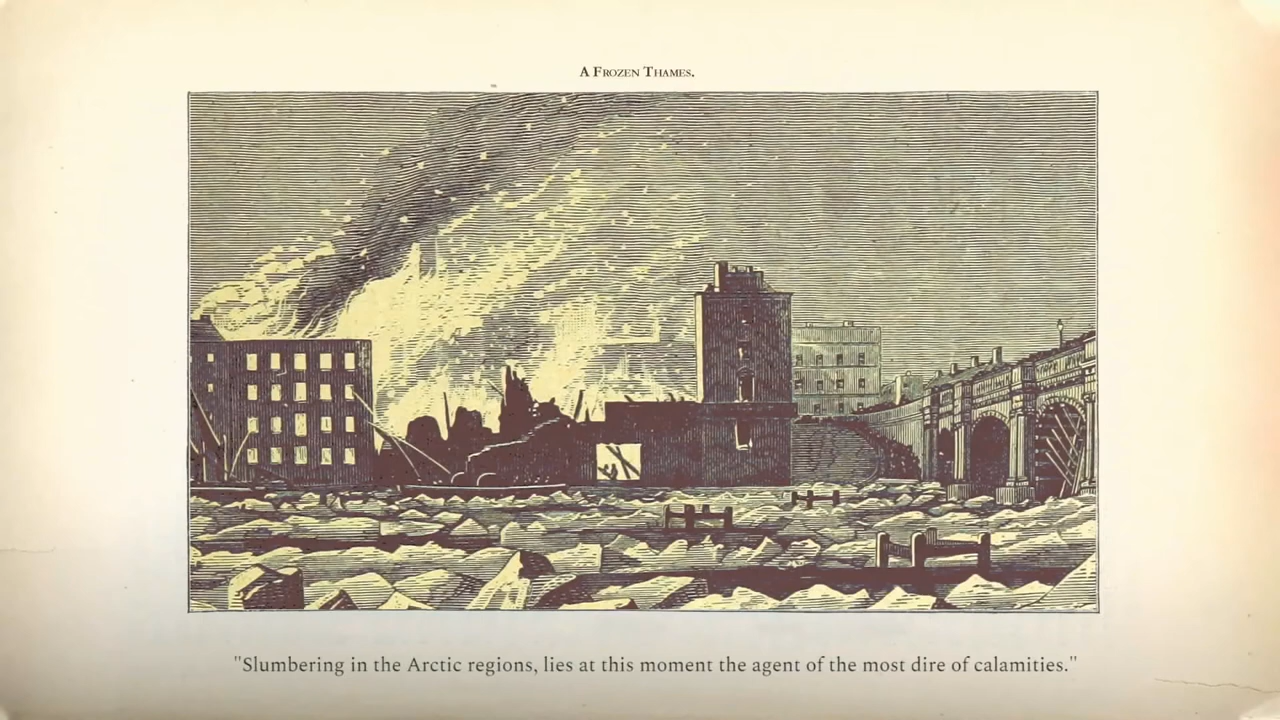 A Frozen Thames.
"Slumbering in the Arctic regions, lies at this moment the agent of the most dire of calamities."